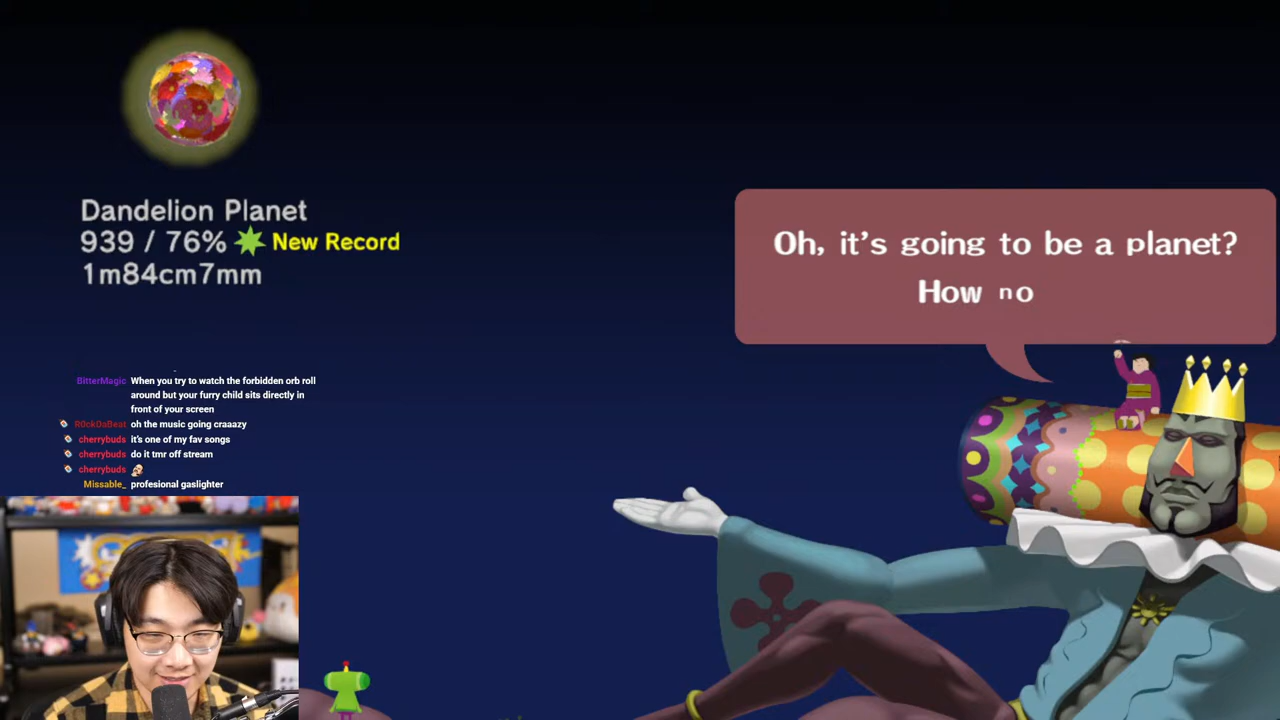 Dandelion Planet
939 / 76% New Record
1m84cm7mm
Oh, it's going to be a planet?
How no
BitterMagic When you try to watch the forbidden orb roll
around but your furry child sits directly in
front of your screen
R0ckDaBeat oh the music going craaazy
cherrybuds it's one of my fav songs
cherrybuds do it tmr off stream
cherrybuds
Missable_ profesional gaslighter